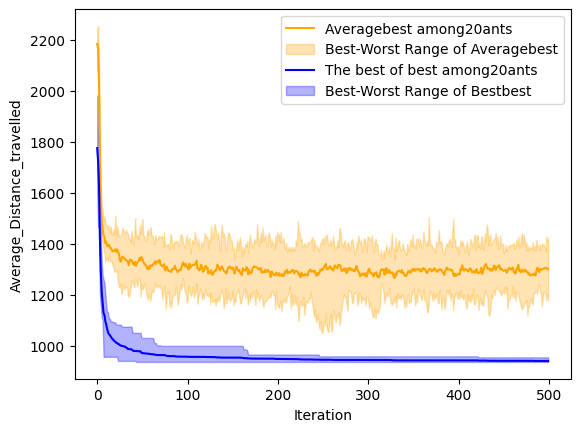 2200
2000
1800
1600
1400
1200
1000
Average_Distance_travelled
0
100
200
300
400
500
Iteration
Averagebest among20ants
Best-Worst Range of Averagebest
The best of best among20ants
Best-Worst Range of Bestbest